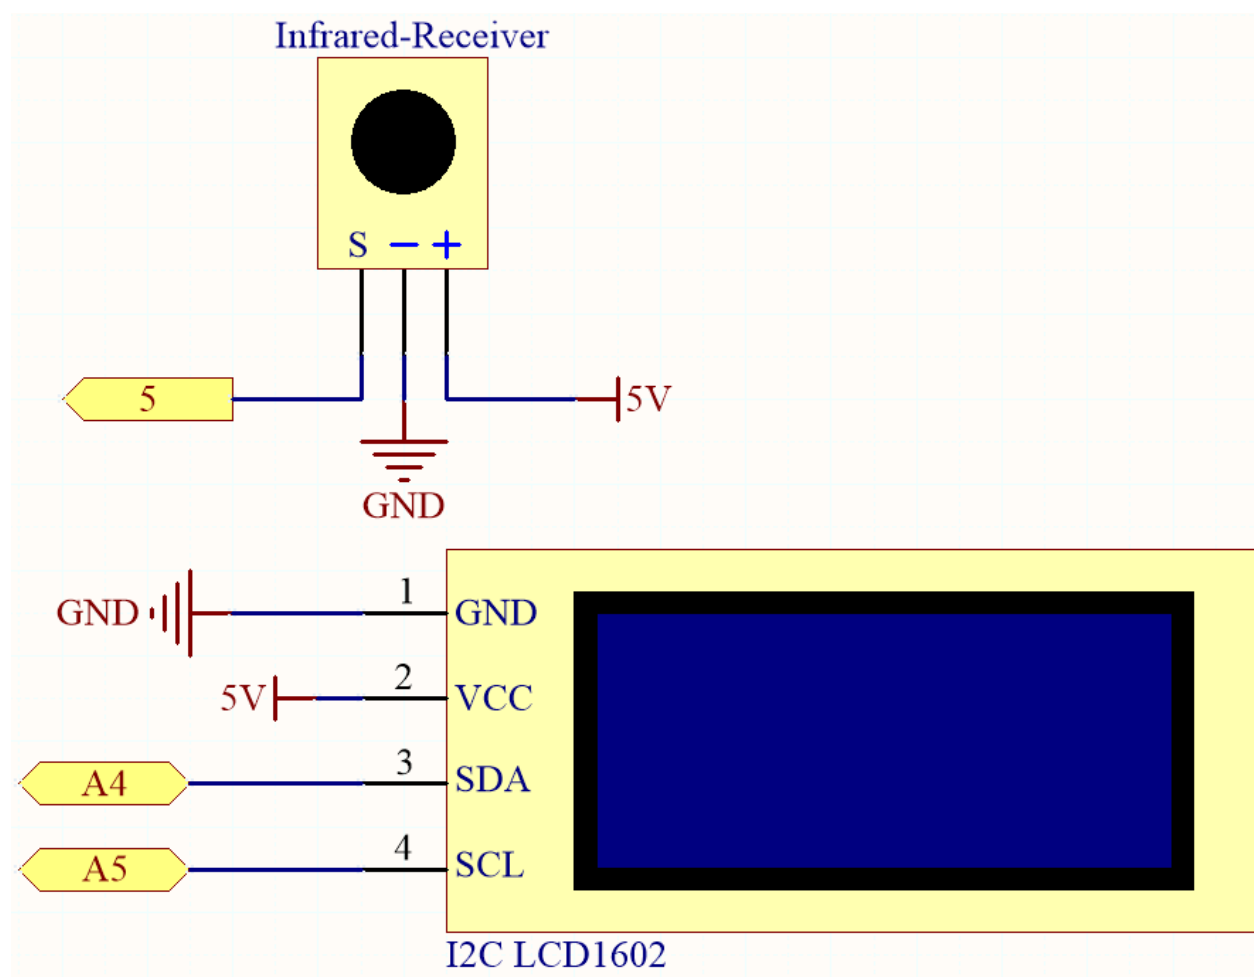 Infrared-Receiver
S − +
5
5V
GND
1
GND
GND
2
5V
VCC
3
A4
SDA
4
A5
SCL
I2C LCD1602